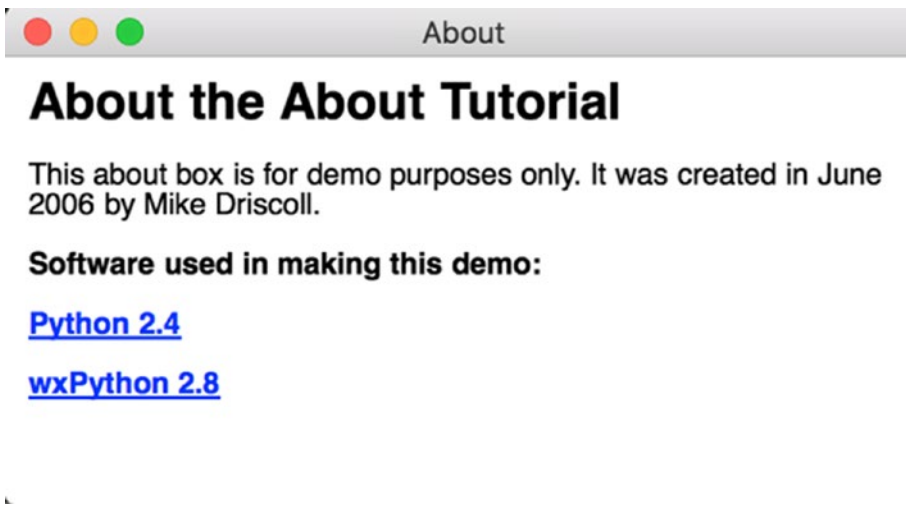 About
About the About Tutorial
This about box is for demo purposes only. It was created in June
2006 by Mike Driscoll.
Software used in making this demo:
Python 2.4
wxPython 2.8